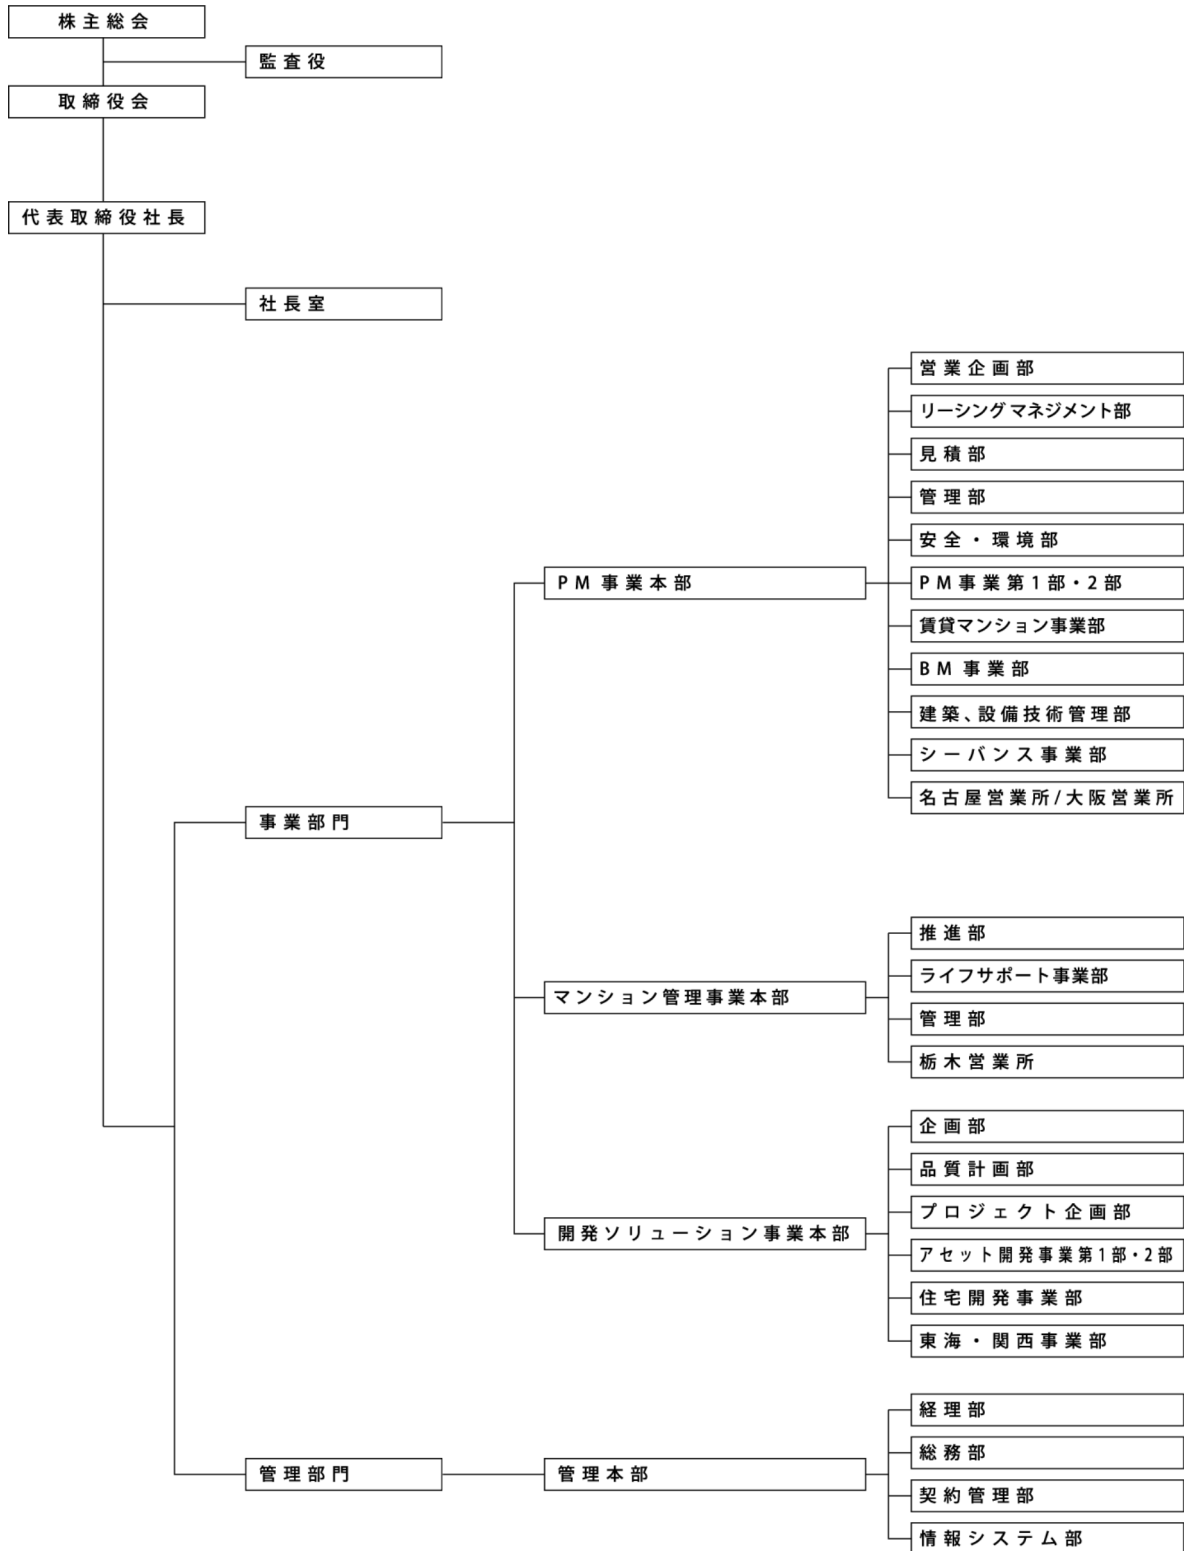 株主総会
監査役
取締役会
代表取締役社長
社長室
営業企画部
リーシングマネジメント部
見積部
管理部
安全・環境部
PM事業本部
PM事業第1部・2部
賃貸マンション事業部
BM事業部
建築、設備技術管理部
シーバンス事業部
名古屋営業所/大阪営業所
事業部門
推進部
ライフサポート事業部
マンション管理事業本部
管理部
栃木営業所
企画部
品質計画部
プロジェクト企画部
開発ソリューション事業本部
アセット開発事業第1部・2部
住宅開発事業部
東海・関西事業部
経理部
総務部
管理部門
管理本部
契約管理部
情報システム部